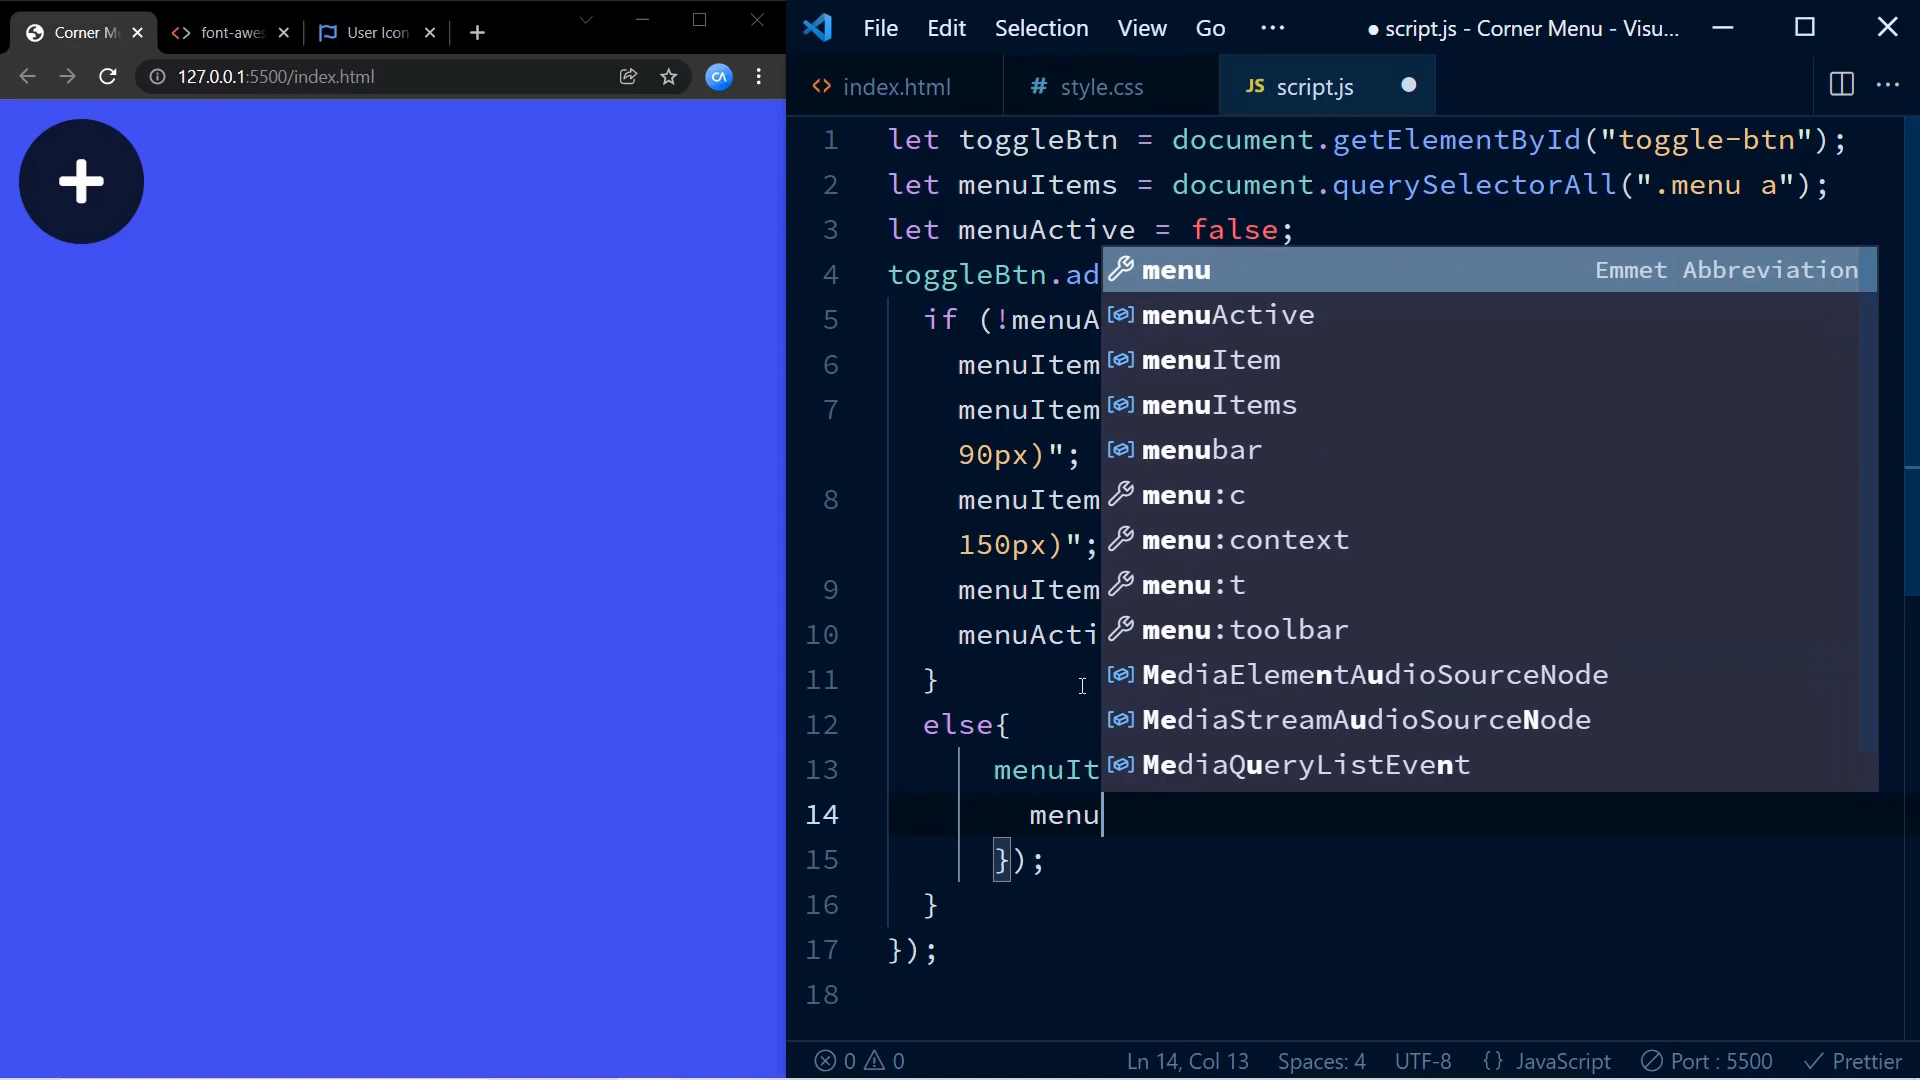 Corner M
font-awes
User Icon
127.0.0.1:5500/index.html
CA
File Edit Selection View Go ···
● script.js - Corner Menu - Visu...
<> index.html
# style.css
JS script.js ●
1 let toggleBtn = document.getElementById("toggle-btn");
2 let menuItems = document.querySelectorAll(".menu a");
3 let menuActive = false;
4 toggleBtn.ad
5 if (!menuA
6 menuItem
7 menuItem
90px)";
8 menuItem
150px)";
9 menuItem
10 menuActi
11 }
12 else{
13 menuIt
14 menu
15 });
16 }
17 });
18
menu Emmet Abbreviation
menuActive
menuItem
menuItems
menubar
menu:c
menu:context
menu:t
menu:toolbar
MediaElementAudioSourceNode
MediaStreamAudioSourceNode
MediaQueryListEvent
0 0 Ln 14, Col 13 Spaces: 4 UTF-8 {} JavaScript Port : 5500 ✓ Prettier